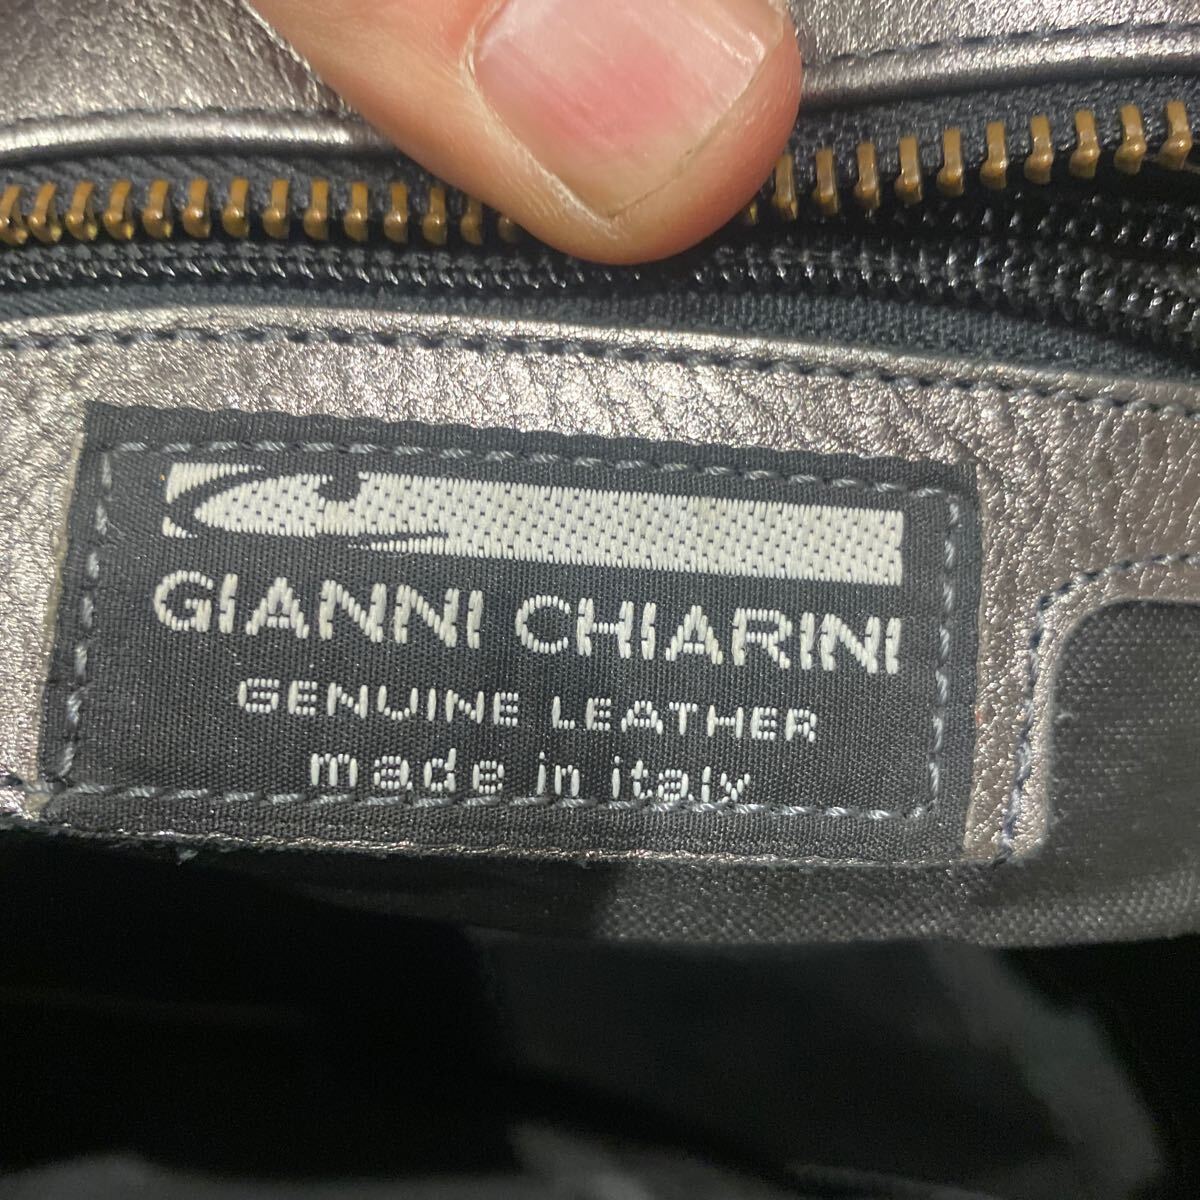 GIANNI CHIARINI
GENUINE LEATHER
made in italy